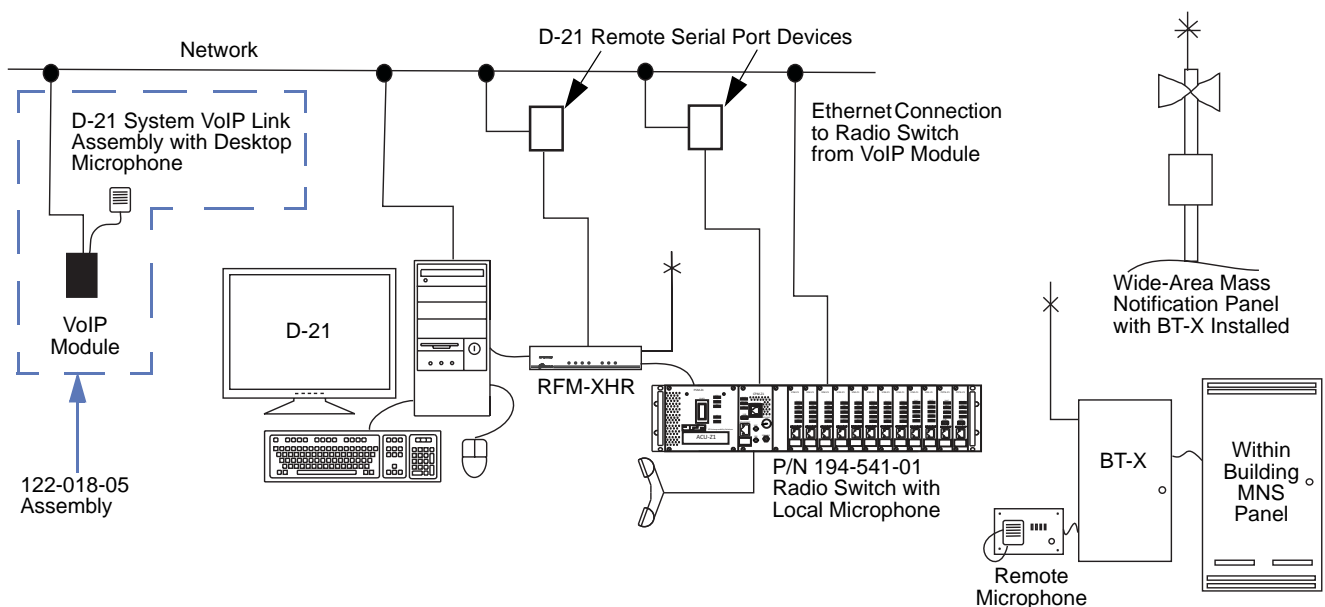 Network
D-21 Remote Serial Port Devices
D-21 System VoIP Link
Assembly with Desktop
Microphone
Ethernet Connection
to Radio Switch
from VoIP Module
VoIP
Module
D-21
RFM-XHR
ACU-Z1
122-018-05
Assembly
P/N 194-541-01
Radio Switch with
Local Microphone
Wide-Area Mass
Notification Panel
with BT-X Installed
BT-X
Within
Building
MNS
Panel
Remote
Microphone